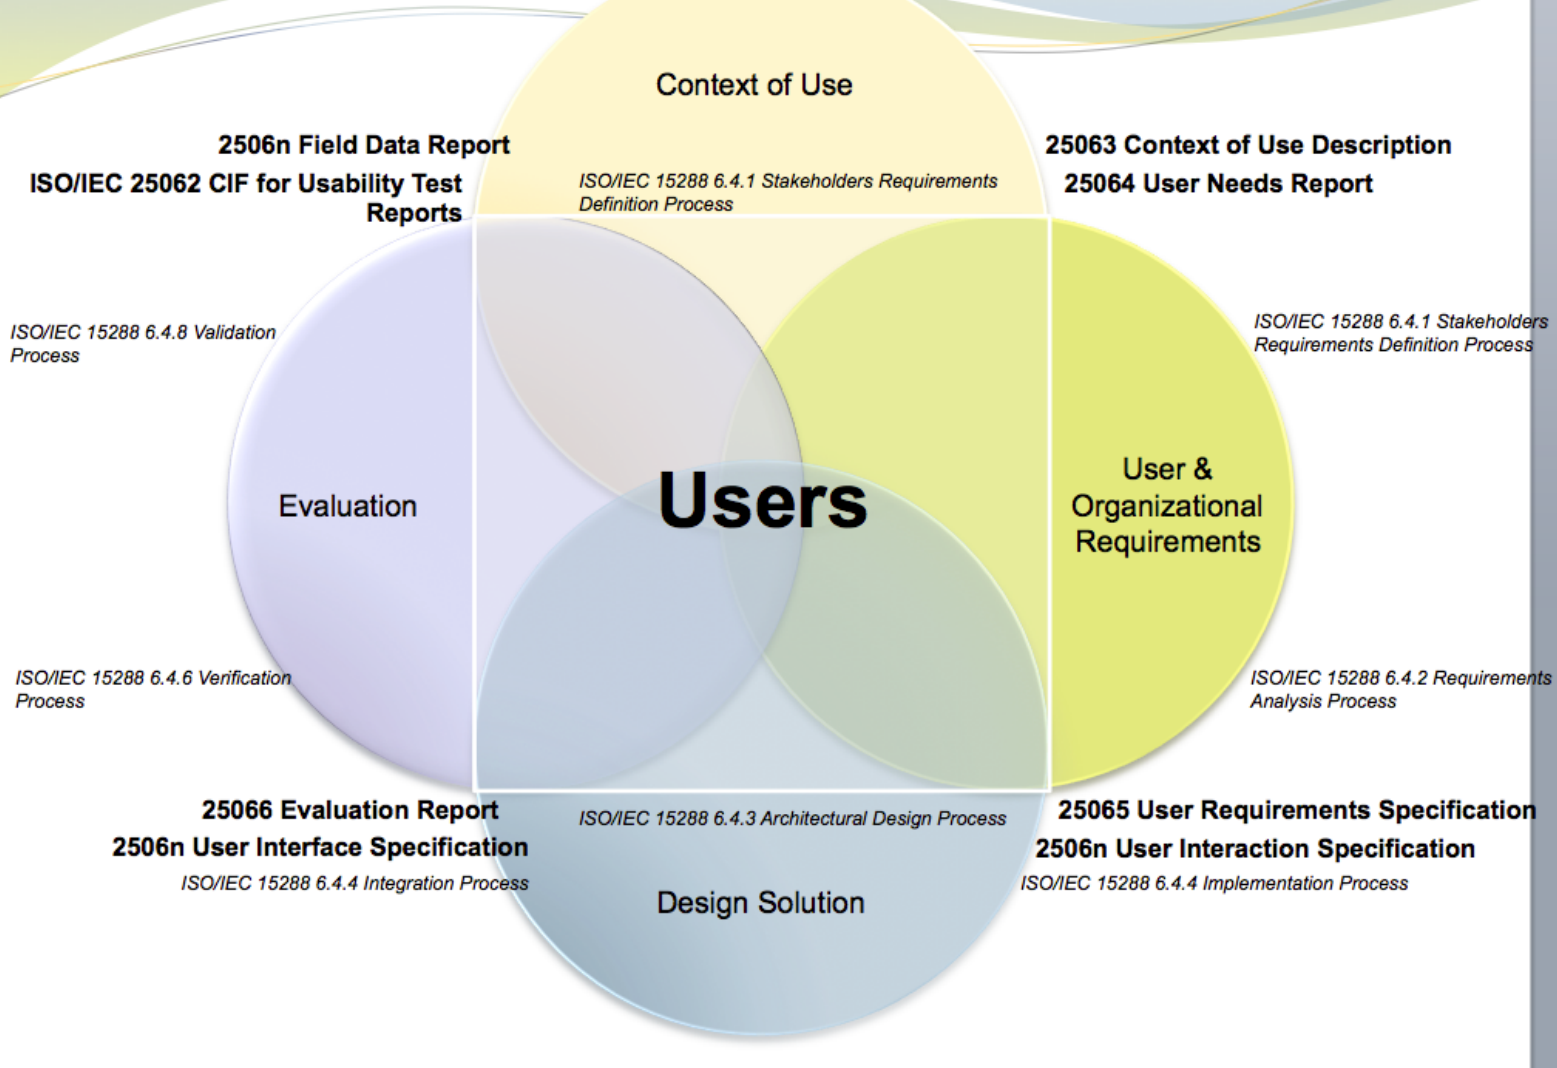 Context of Use
2506n Field Data Report
25063 Context of Use Description
ISO/IEC 25062 CIF for Usability Test
Reports
ISO/IEC 15288 6.4.1 Stakeholders Requirements
Definition Process
25064 User Needs Report
ISO/IEC 15288 6.4.8 Validation
Process
ISO/IEC 15288 6.4.1 Stakeholders
Requirements Definition Process
Evaluation
Users
User &
Organizational
Requirements
ISO/IEC 15288 6.4.6 Verification
Process
ISO/IEC 15288 6.4.2 Requirements
Analysis Process
25066 Evaluation Report
2506n User Interface Specification
ISO/IEC 15288 6.4.4 Integration Process
ISO/IEC 15288 6.4.3 Architectural Design Process
25065 User Requirements Specification
2506n User Interaction Specification
ISO/IEC 15288 6.4.4 Implementation Process
Design Solution